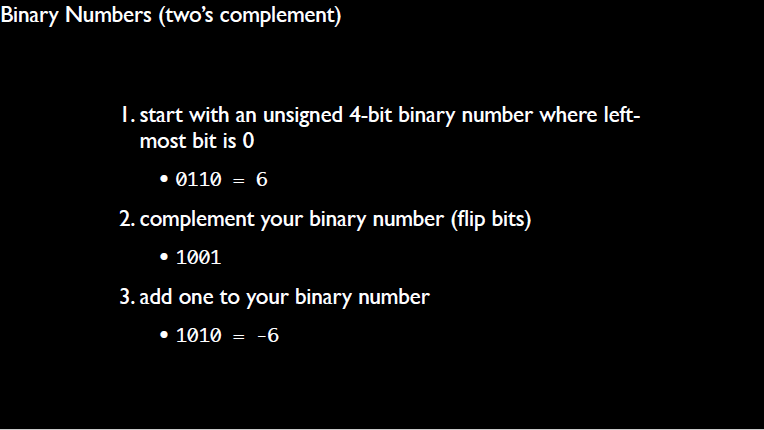 Binary Numbers (two’s complement)
1. start with an unsigned 4-bit binary number where left-
most bit is 0
• 0110 = 6
2. complement your binary number (flip bits)
• 1001
3. add one to your binary number
• 1010 = -6